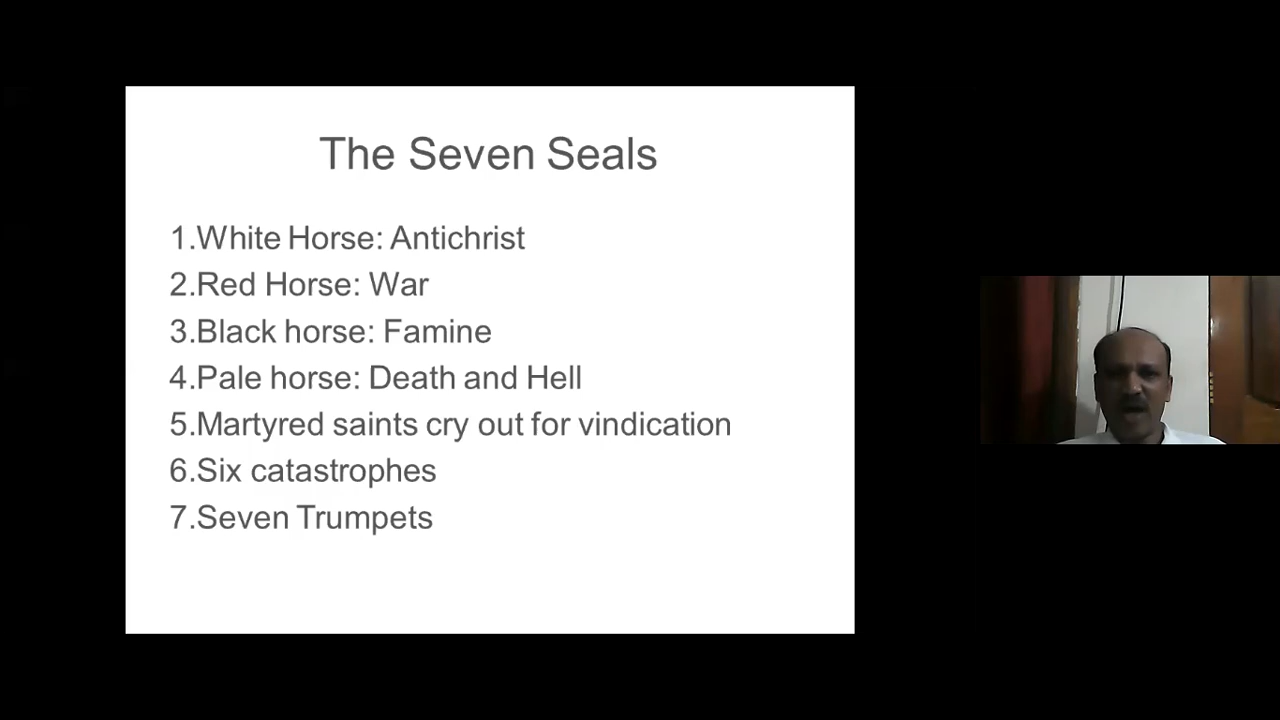 The Seven Seals
1.White Horse: Antichrist
2.Red Horse: War
3.Black horse: Famine
4.Pale horse: Death and Hell
5.Martyred saints cry out for vindication
6.Six catastrophes
7.Seven Trumpets